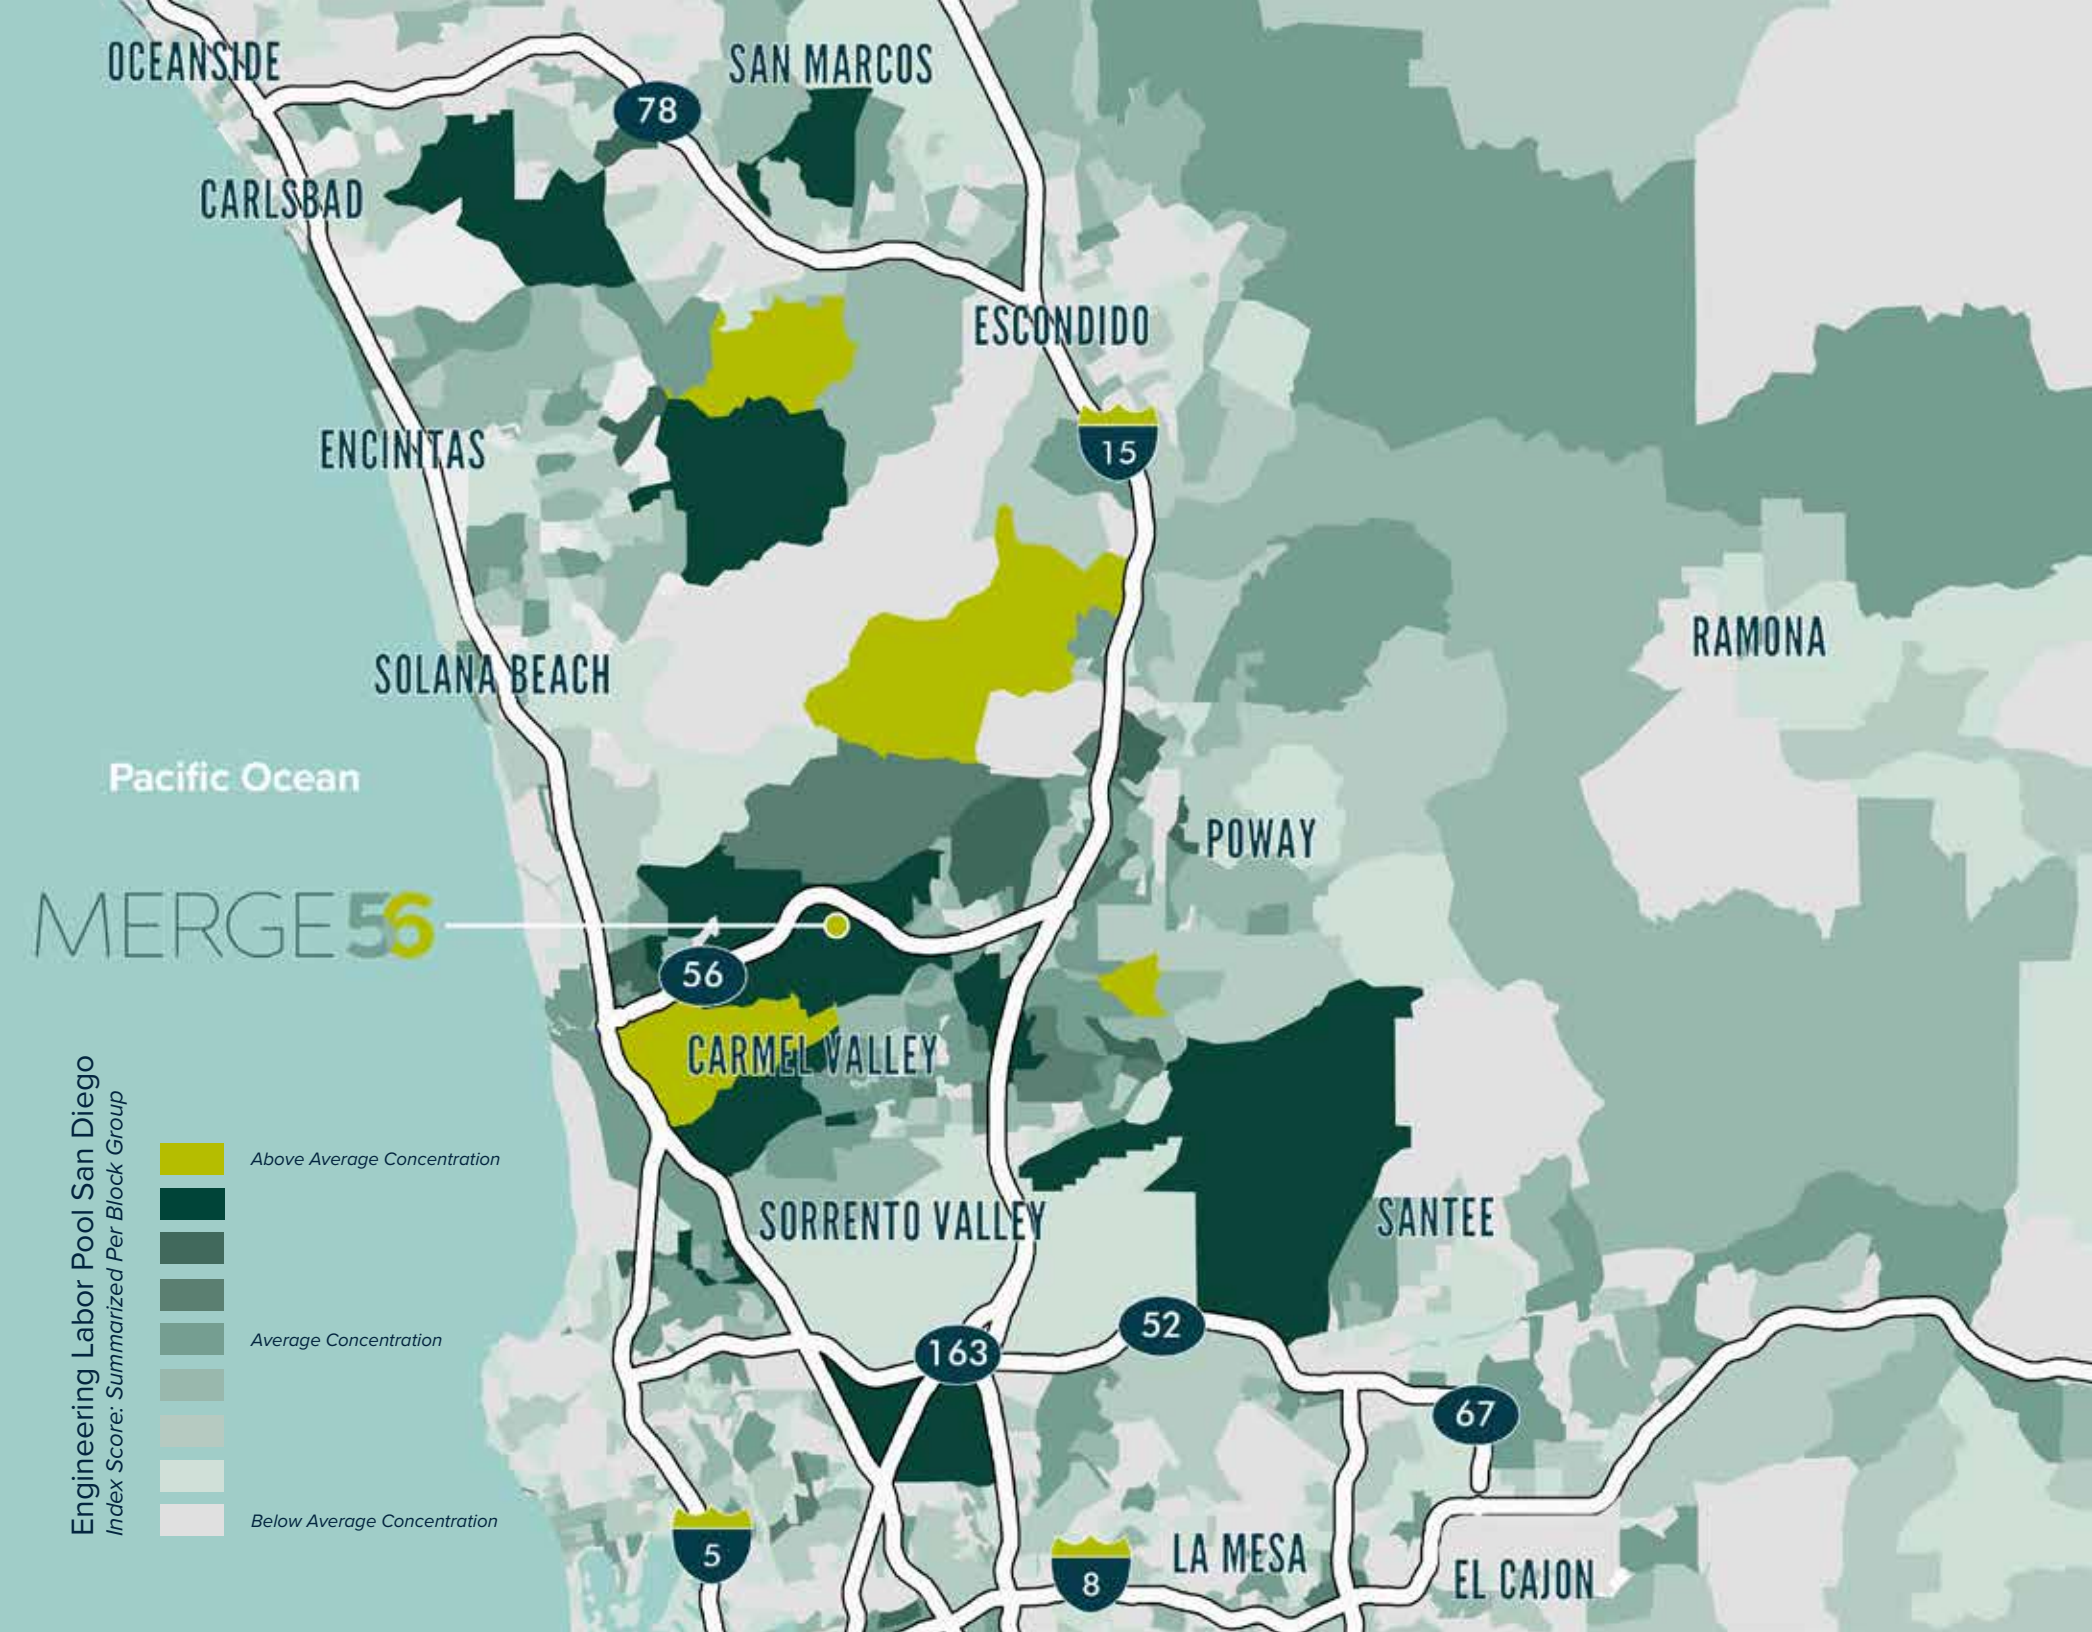 OCEANSIDE
SAN MARCOS
78
CARLSBAD
ESCONDIDO
ENCINITAS
15
RAMONA
SOLANA BEACH
Pacific Ocean
POWAY
MERGE56
56
CARMEL VALLEY
Engineering Labor Pool San Diego
Index Score: Summarized Per Block Group
Above Average Concentration
Average Concentration
Below Average Concentration
SORRENTO VALLEY
SANTEE
52
163
67
5
8
LA MESA
EL CAJON